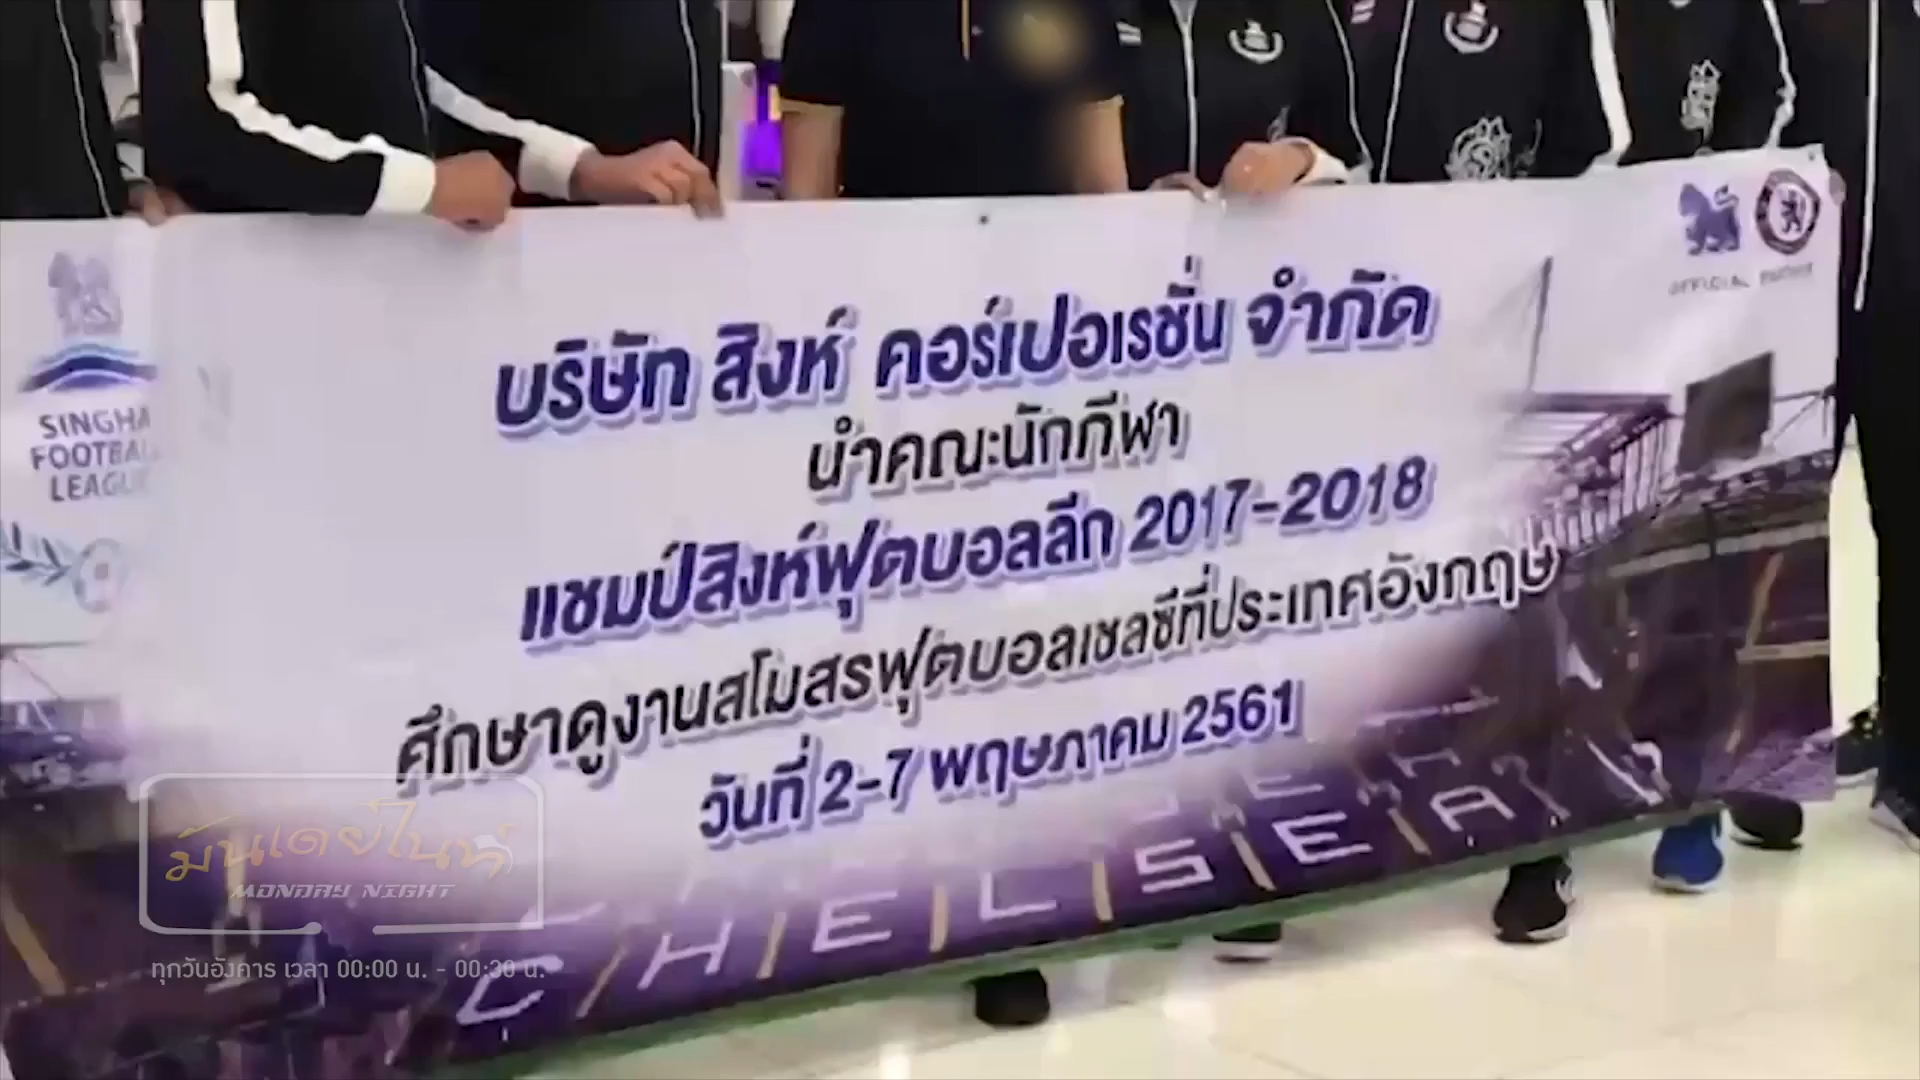 บริษัท สิงห์ คอร์เปอเรชั่น จำกัด
นำคณะนักกีฬา
แชมป์สิงห์ฟุตบอลลีก 2017-2018
ศึกษาดูงานสโมสรฟุตบอลเชลซีที่ประเทศอังกฤษ
วันที่ 2-7 พฤษภาคม 2561
SINGHA
FOOTBALL
LEAGUE
OFFICIAL
CHELSEA
มันเดย์ไนท์
MONDAY NIGHT
ทุกวันอังคาร เวลา 00:00 น. - 00:30 น.